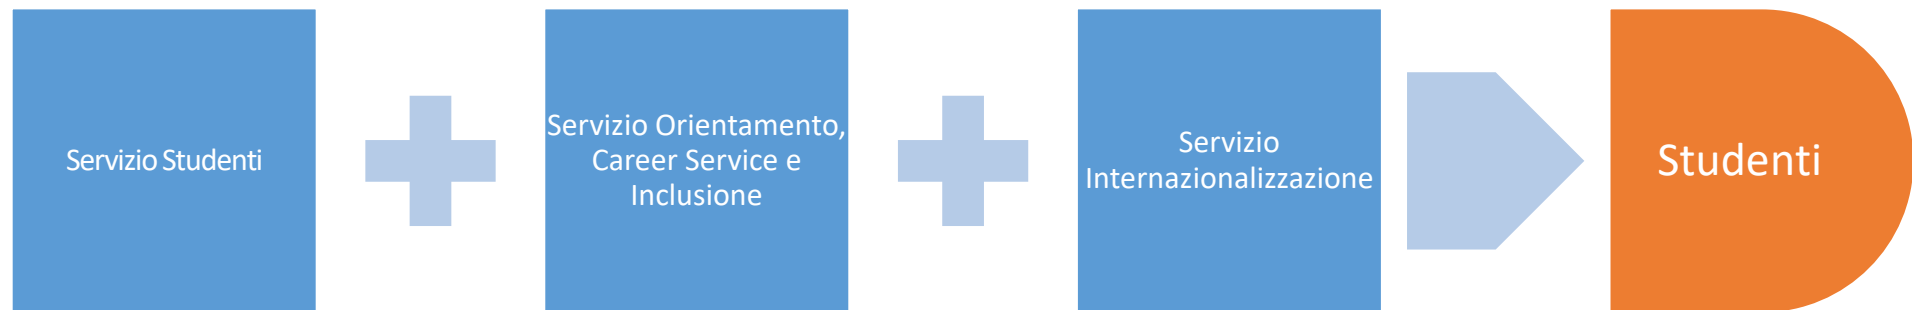 Servizio Studenti
Servizio Orientamento,
Career Service e
Inclusione
Servizio
Internazionalizzazione
Studenti